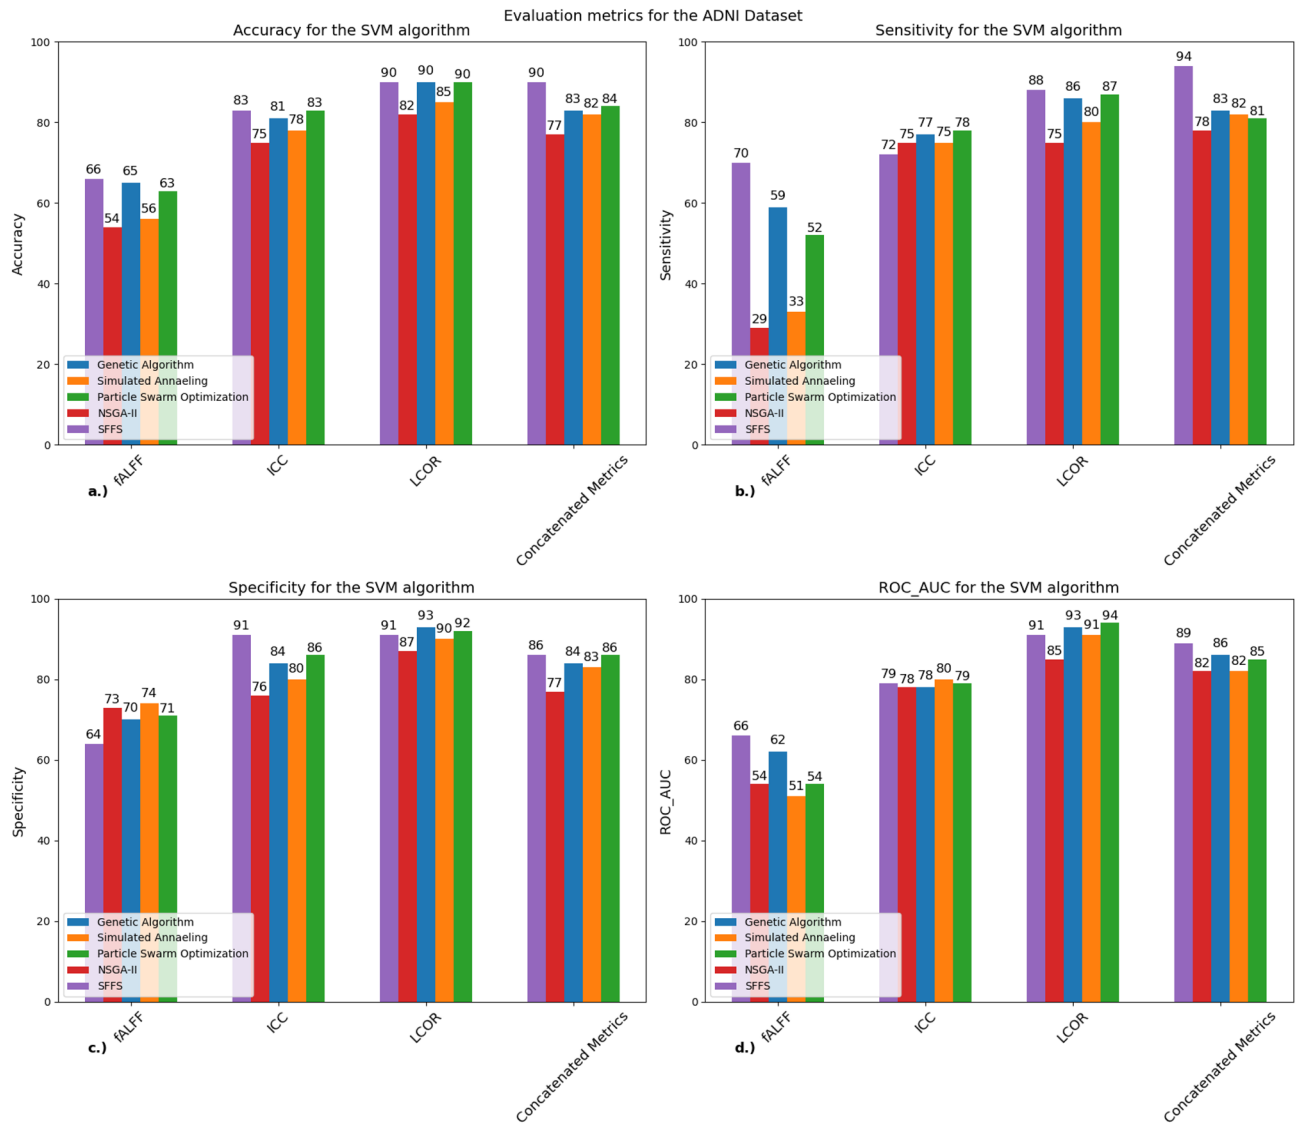 Evaluation metrics for the ADNI Dataset
Accuracy for the SVM algorithm
100
80
60
40
20
0
Accuracy
66 54 65 56 63
83 75 81 78 83
90 82 90 85 90
90 77 83 82 84
Genetic Algorithm
Simulated Annaeling
Particle Swarm Optimization
NSGA-II
SFFS
fALFF
ICC
LCOR
Concatenated Metrics
a.)
Sensitivity for the SVM algorithm
100
80
60
40
20
0
Sensitivity
70 29 59 33 52
72 75 77 75 78
88 75 86 80 87
94 78 83 82 81
Genetic Algorithm
Simulated Annaeling
Particle Swarm Optimization
NSGA-II
SFFS
fALFF
ICC
LCOR
Concatenated Metrics
b.)
Specificity for the SVM algorithm
100
80
60
40
20
0
Specificity
64 73 70 74 71
91 76 84 80 86
91 87 93 90 92
86 77 84 83 86
Genetic Algorithm
Simulated Annaeling
Particle Swarm Optimization
NSGA-II
SFFS
fALFF
ICC
LCOR
Concatenated Metrics
c.)
ROC_AUC for the SVM algorithm
100
80
60
40
20
0
ROC_AUC
66 54 62 51 54
79 78 78 80 79
91 85 93 91 94
89 82 86 82 85
Genetic Algorithm
Simulated Annaeling
Particle Swarm Optimization
NSGA-II
SFFS
fALFF
ICC
LCOR
Concatenated Metrics
d.)